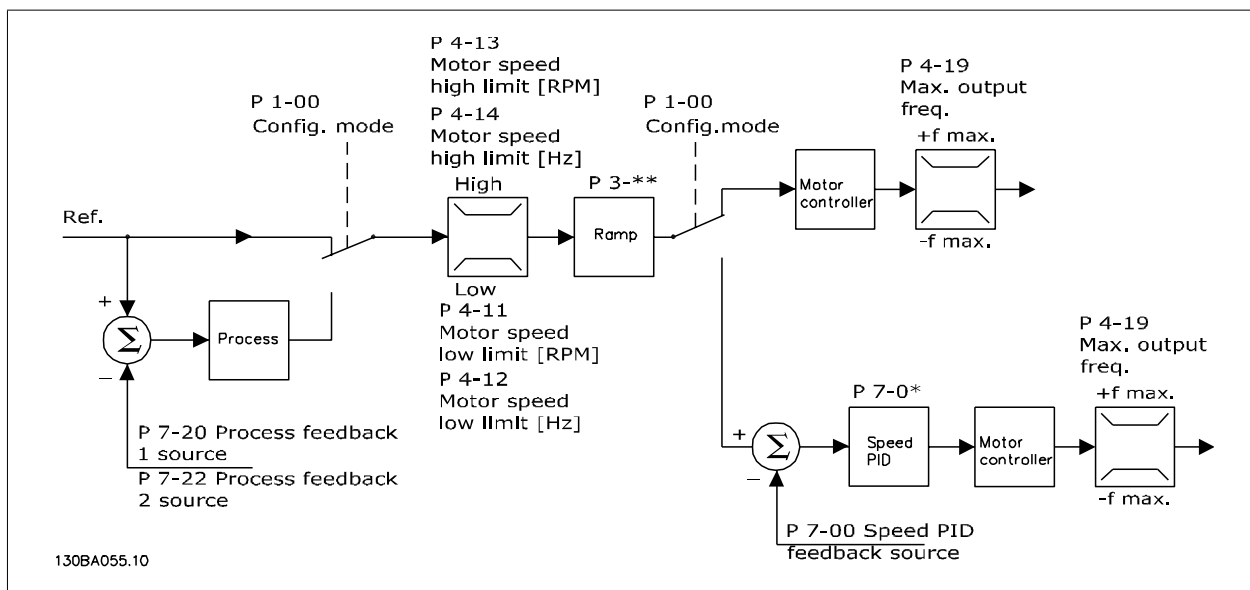 P 4-13
Motor speed
high limit [RPM]
P 4-14
Motor speed
high limit [Hz]
P 1-00
Config. mode
P 1-00
Config.mode
P 4-19
Max. output
freq.
+f max.
High
P 3-**
Motor
controller
Ref.
Ramp
-f max.
Low
P 4-11
Motor speed
low limit [RPM]
P 4-12
Motor speed
low limit [Hz]
+
Σ
Process
−
P 7-20 Process feedback
1 source
P 7-22 Process feedback
2 source
P 4-19
Max. output
freq.
+f max.
P 7-0*
+
Σ
Speed
PID
Motor
controller
−
-f max.
P 7-00 Speed PID
feedback source
130BA055.10